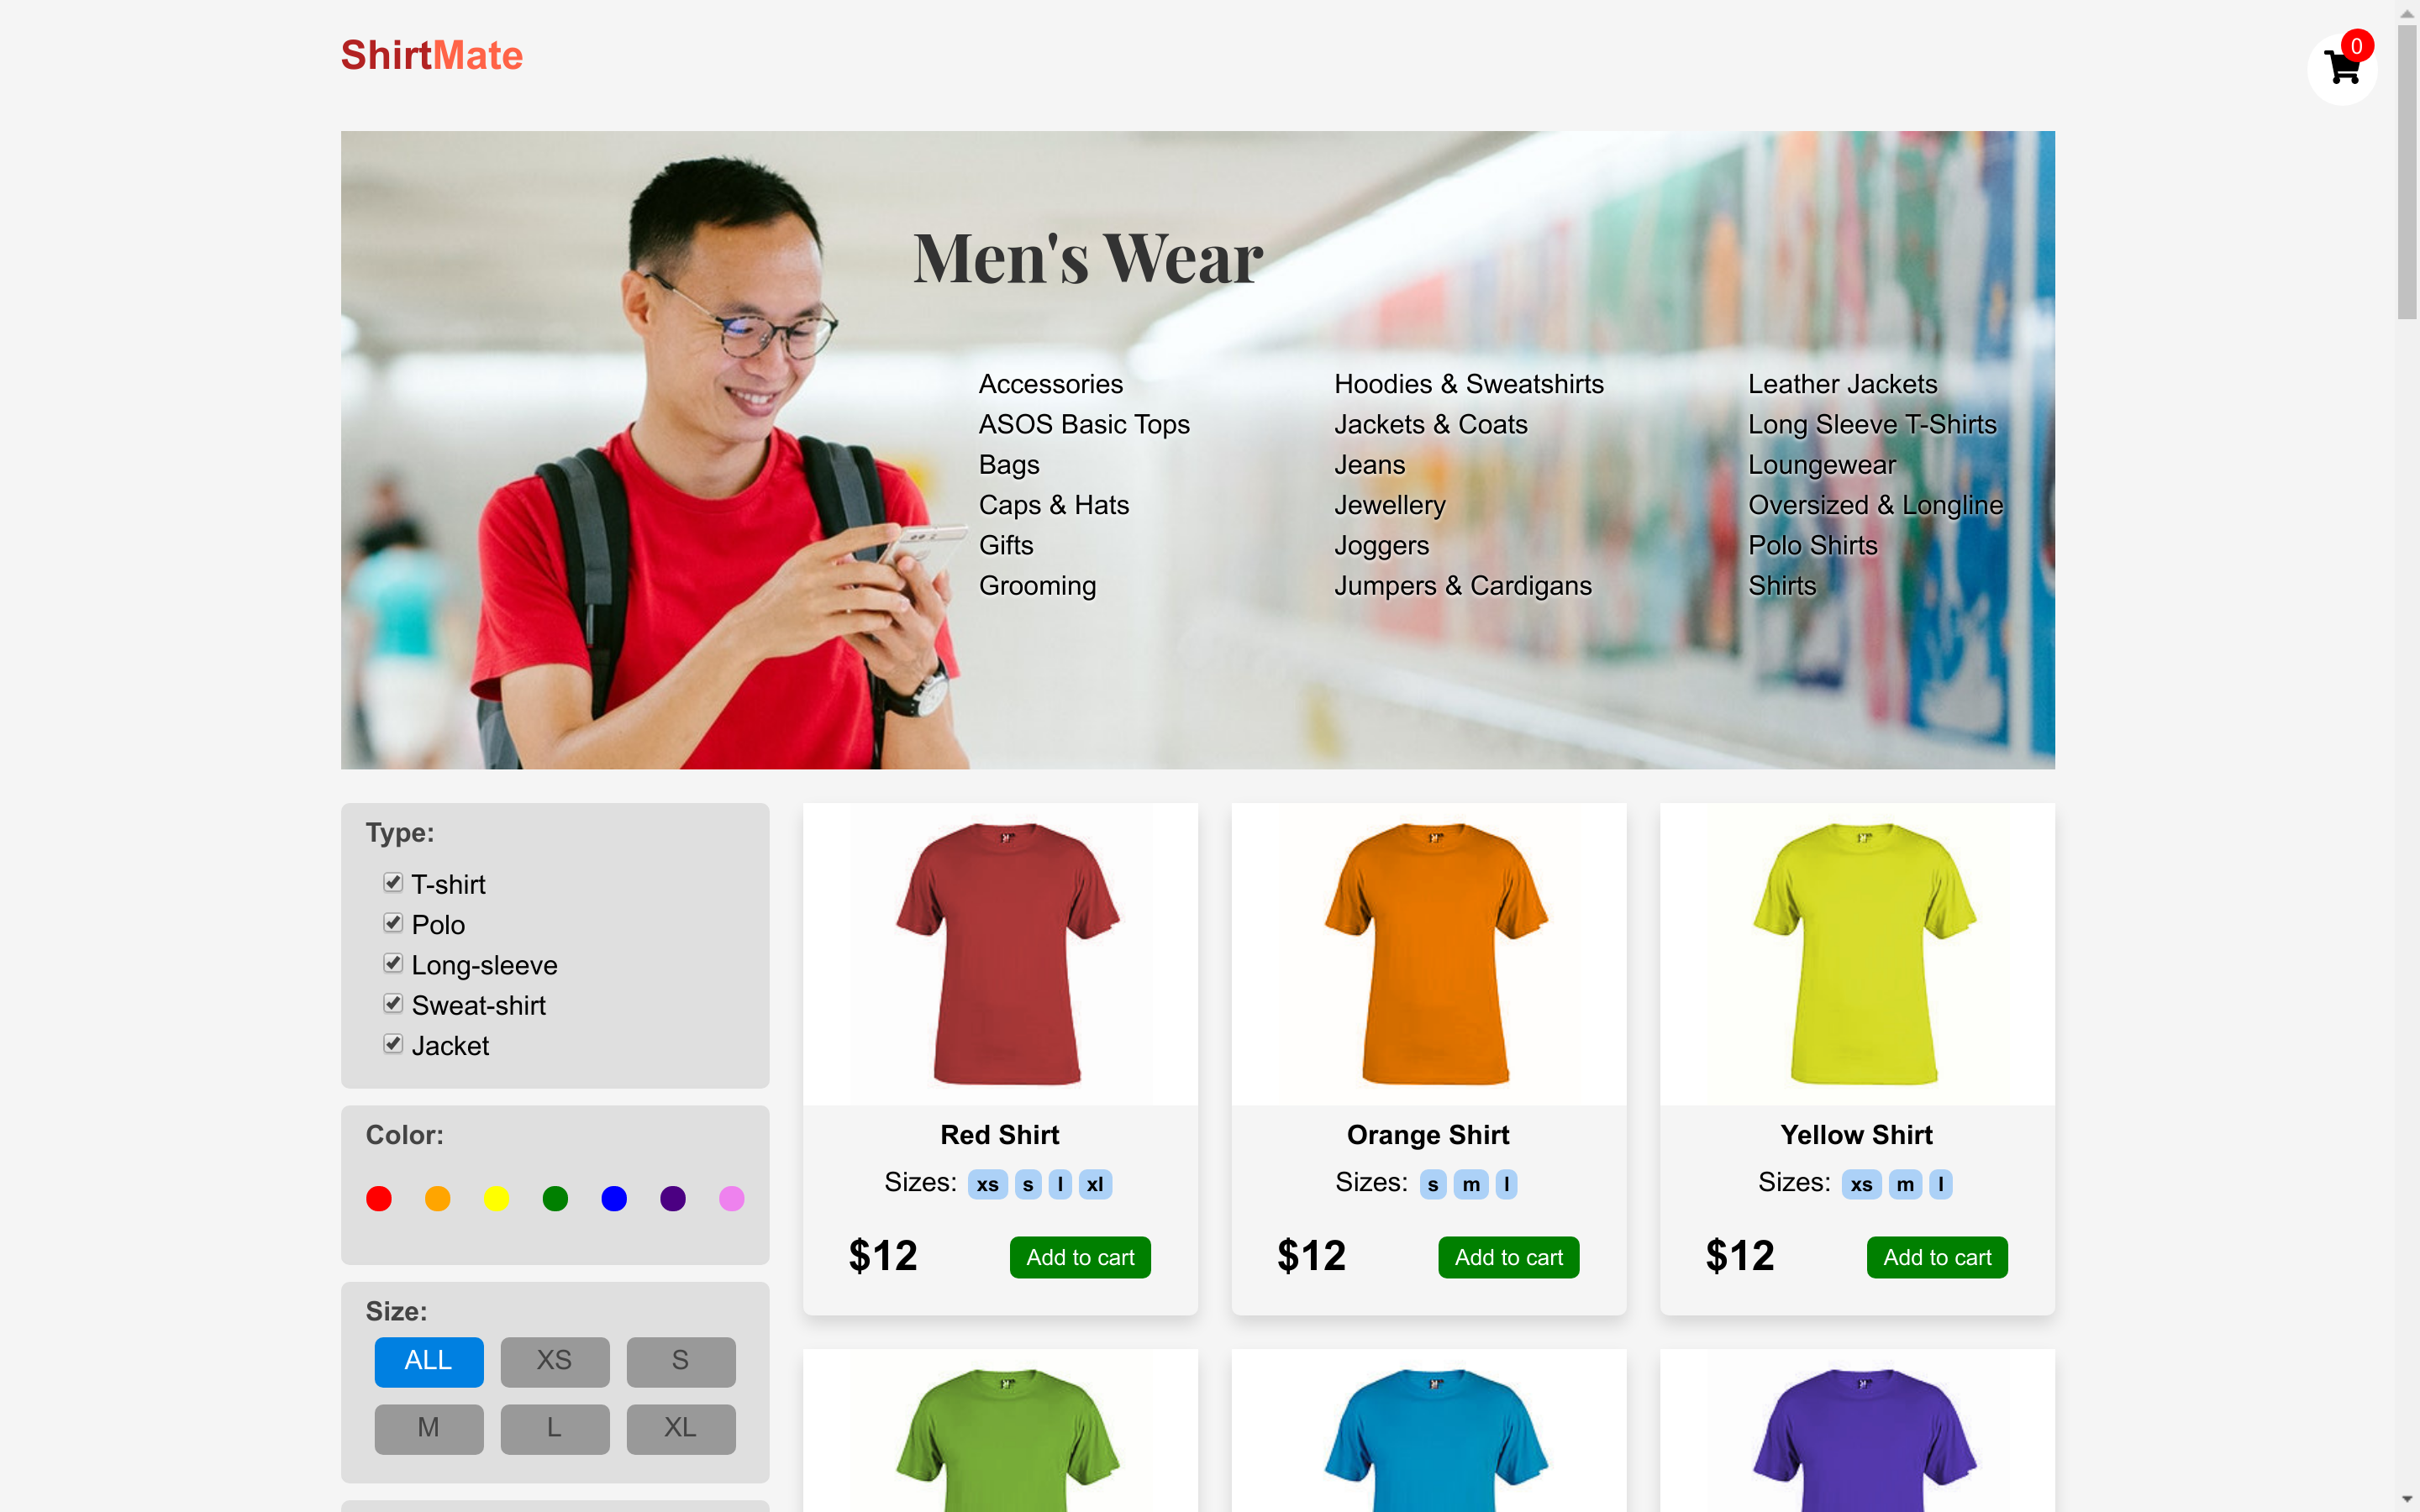 ShirtMate
0
Men's Wear
Accessories
ASOS Basic Tops
Bags
Caps & Hats
Gifts
Grooming
Hoodies & Sweatshirts
Jackets & Coats
Jeans
Jewellery
Joggers
Jumpers & Cardigans
Leather Jackets
Long Sleeve T-Shirts
Loungewear
Oversized & Longline
Polo Shirts
Shirts
Type:
T-shirt
Polo
Long-sleeve
Sweat-shirt
Jacket
Color:
Size:
ALL XS S
M L XL
Red Shirt
Sizes: xs s l xl
$12 Add to cart
Orange Shirt
Sizes: s m l
$12 Add to cart
Yellow Shirt
Sizes: xs m l
$12 Add to cart